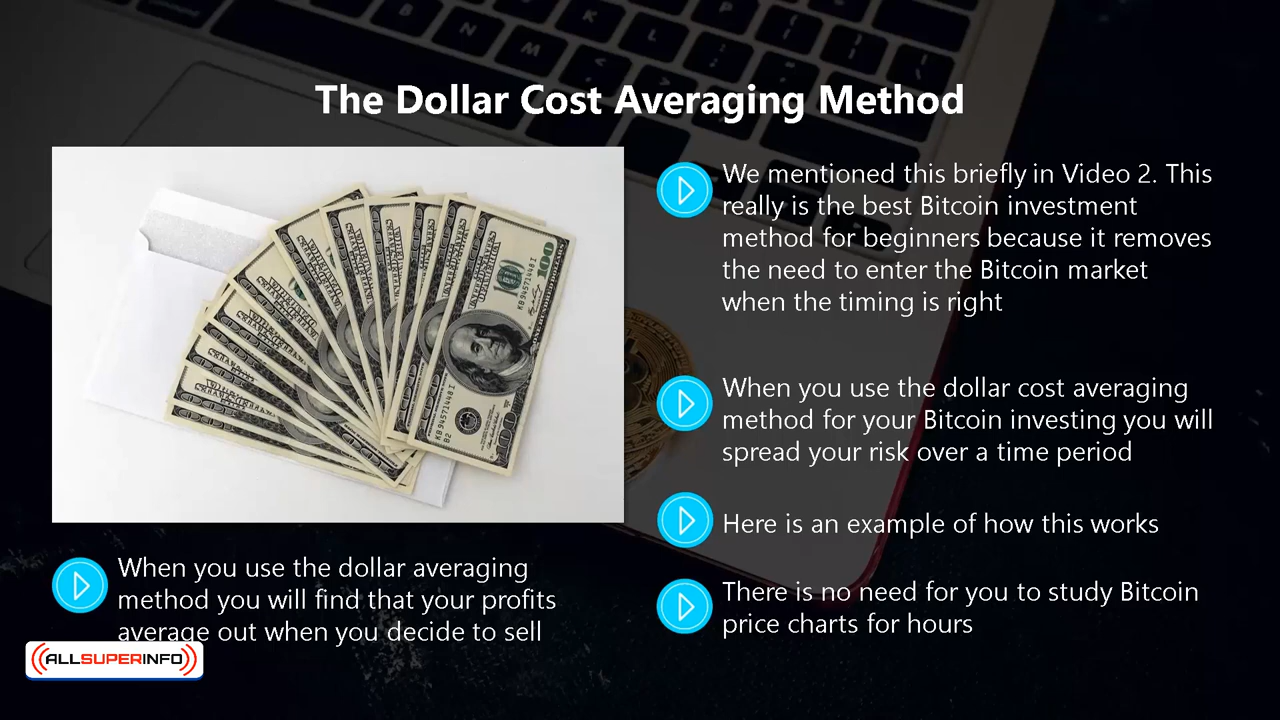 The Dollar Cost Averaging Method
We mentioned this briefly in Video 2. This
really is the best Bitcoin investment
method for beginners because it removes
the need to enter the Bitcoin market
when the timing is right
When you use the dollar cost averaging
method for your Bitcoin investing you will
spread your risk over a time period
Here is an example of how this works
There is no need for you to study Bitcoin
price charts for hours
When you use the dollar averaging
method you will find that your profits
average out when you decide to sell
ALLSUPERINFO
100
KB94571448 I
KB94571448 I
B2
100
N
M
K
L